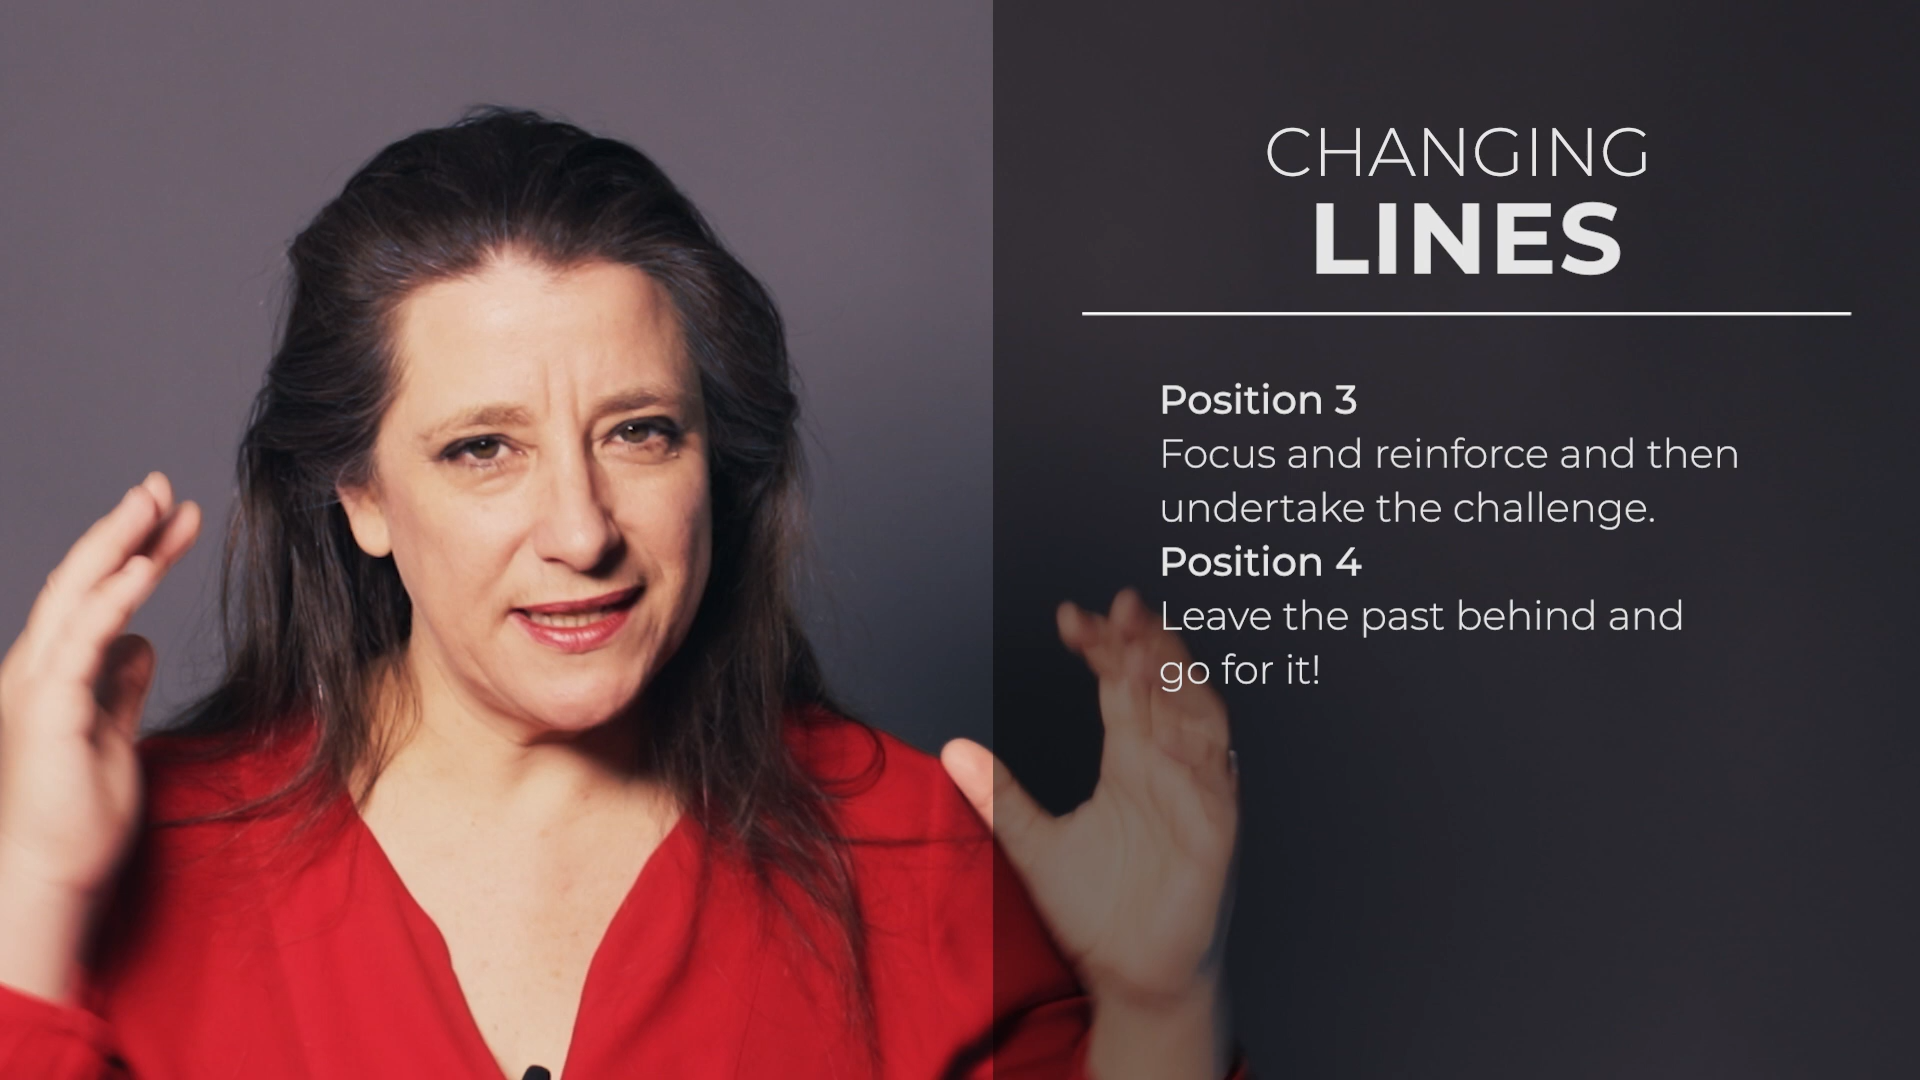 CHANGING
LINES
Position 3
Focus and reinforce and then
undertake the challenge.
Position 4
Leave the past behind and
go for it!